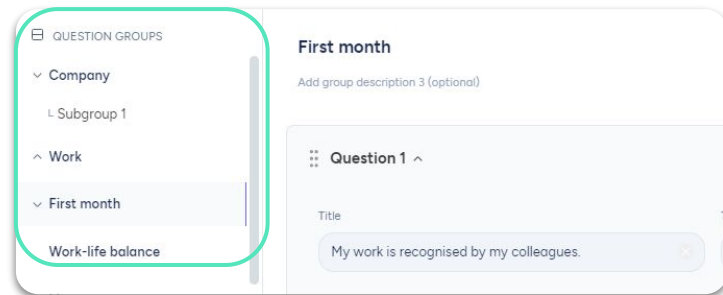 QUESTION GROUPS
Company
Subgroup 1
Work
First month
Work-life balance
First month
Add group description 3 (optional)
Question 1
Title
My work is recognised by my colleagues.